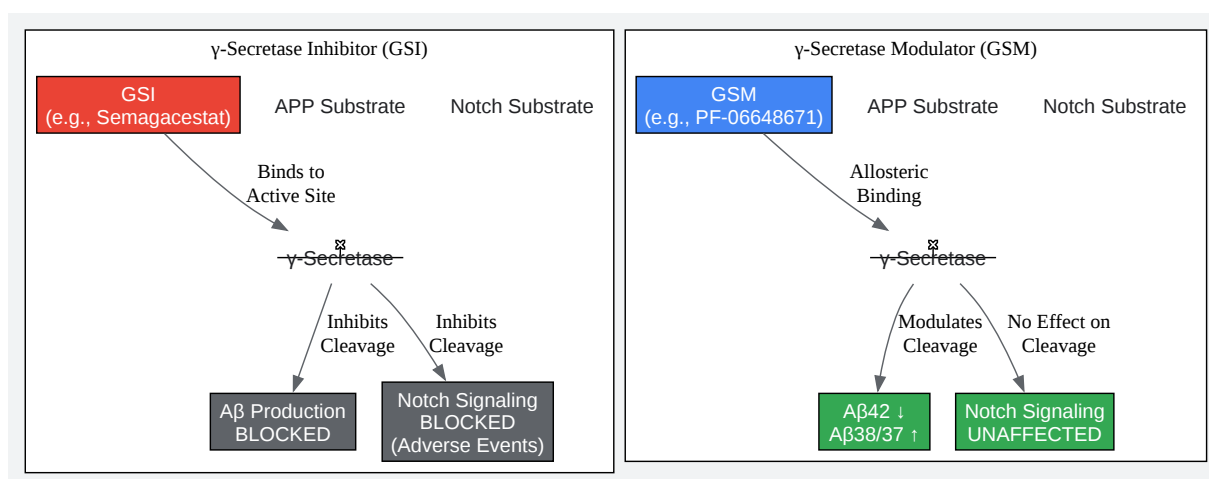 γ-Secretase Inhibitor (GSI)
GSI
(e.g., Semagacestat)
APP Substrate
Notch Substrate
Binds to
Active Site
γ-Secretase
Inhibits
Cleavage
Inhibits
Cleavage
Aβ Production
BLOCKED
Notch Signaling
BLOCKED
(Adverse Events)
γ-Secretase Modulator (GSM)
GSM
(e.g., PF-06648671)
APP Substrate
Notch Substrate
Allosteric
Binding
γ-Secretase
Modulates
Cleavage
No Effect on
Cleavage
Aβ42 ↓
Aβ38/37 ↑
Notch Signaling
UNAFFECTED